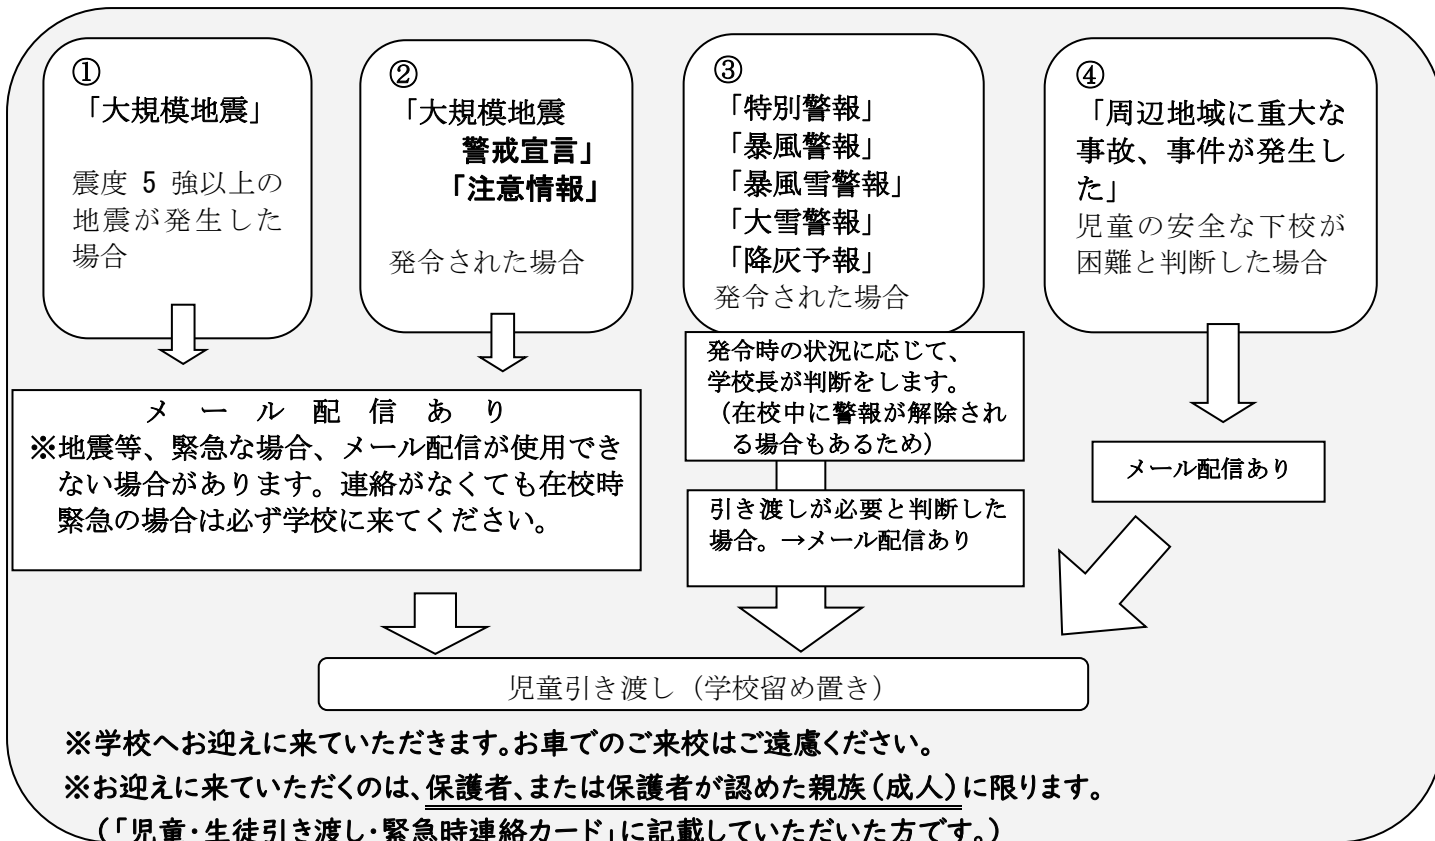 ①
「大規模地震」
震度 5 強以上の
地震が発生した
場合
②
「大規模地震
警戒宣言」
「注意情報」
発令された場合
③
「特別警報」
「暴風警報」
「暴風雪警報」
「大雪警報」
「降灰予報」
発令された場合
④
「周辺地域に重大な
事故、事件が発生し
た」
児童の安全な下校が
困難と判断した場合
メール配信あり
※地震等、緊急な場合、メール配信が使用でき
ない場合があります。連絡がなくても在校時
緊急の場合は必ず学校に来てください。
発令時の状況に応じて、
学校長が判断をします。
（在校中に警報が解除され
る場合もあるため）
引き渡しが必要と判断した
場合。→メール配信あり
メール配信あり
児童引き渡し（学校留め置き）
※学校へお迎えに来ていただきます。お車でのご来校はご遠慮ください。
※お迎えに来ていただくのは、保護者、または保護者が認めた親族（成人）に限ります。
（「児童・生徒引き渡し・緊急時連絡カード」に記載していただいた方です。）